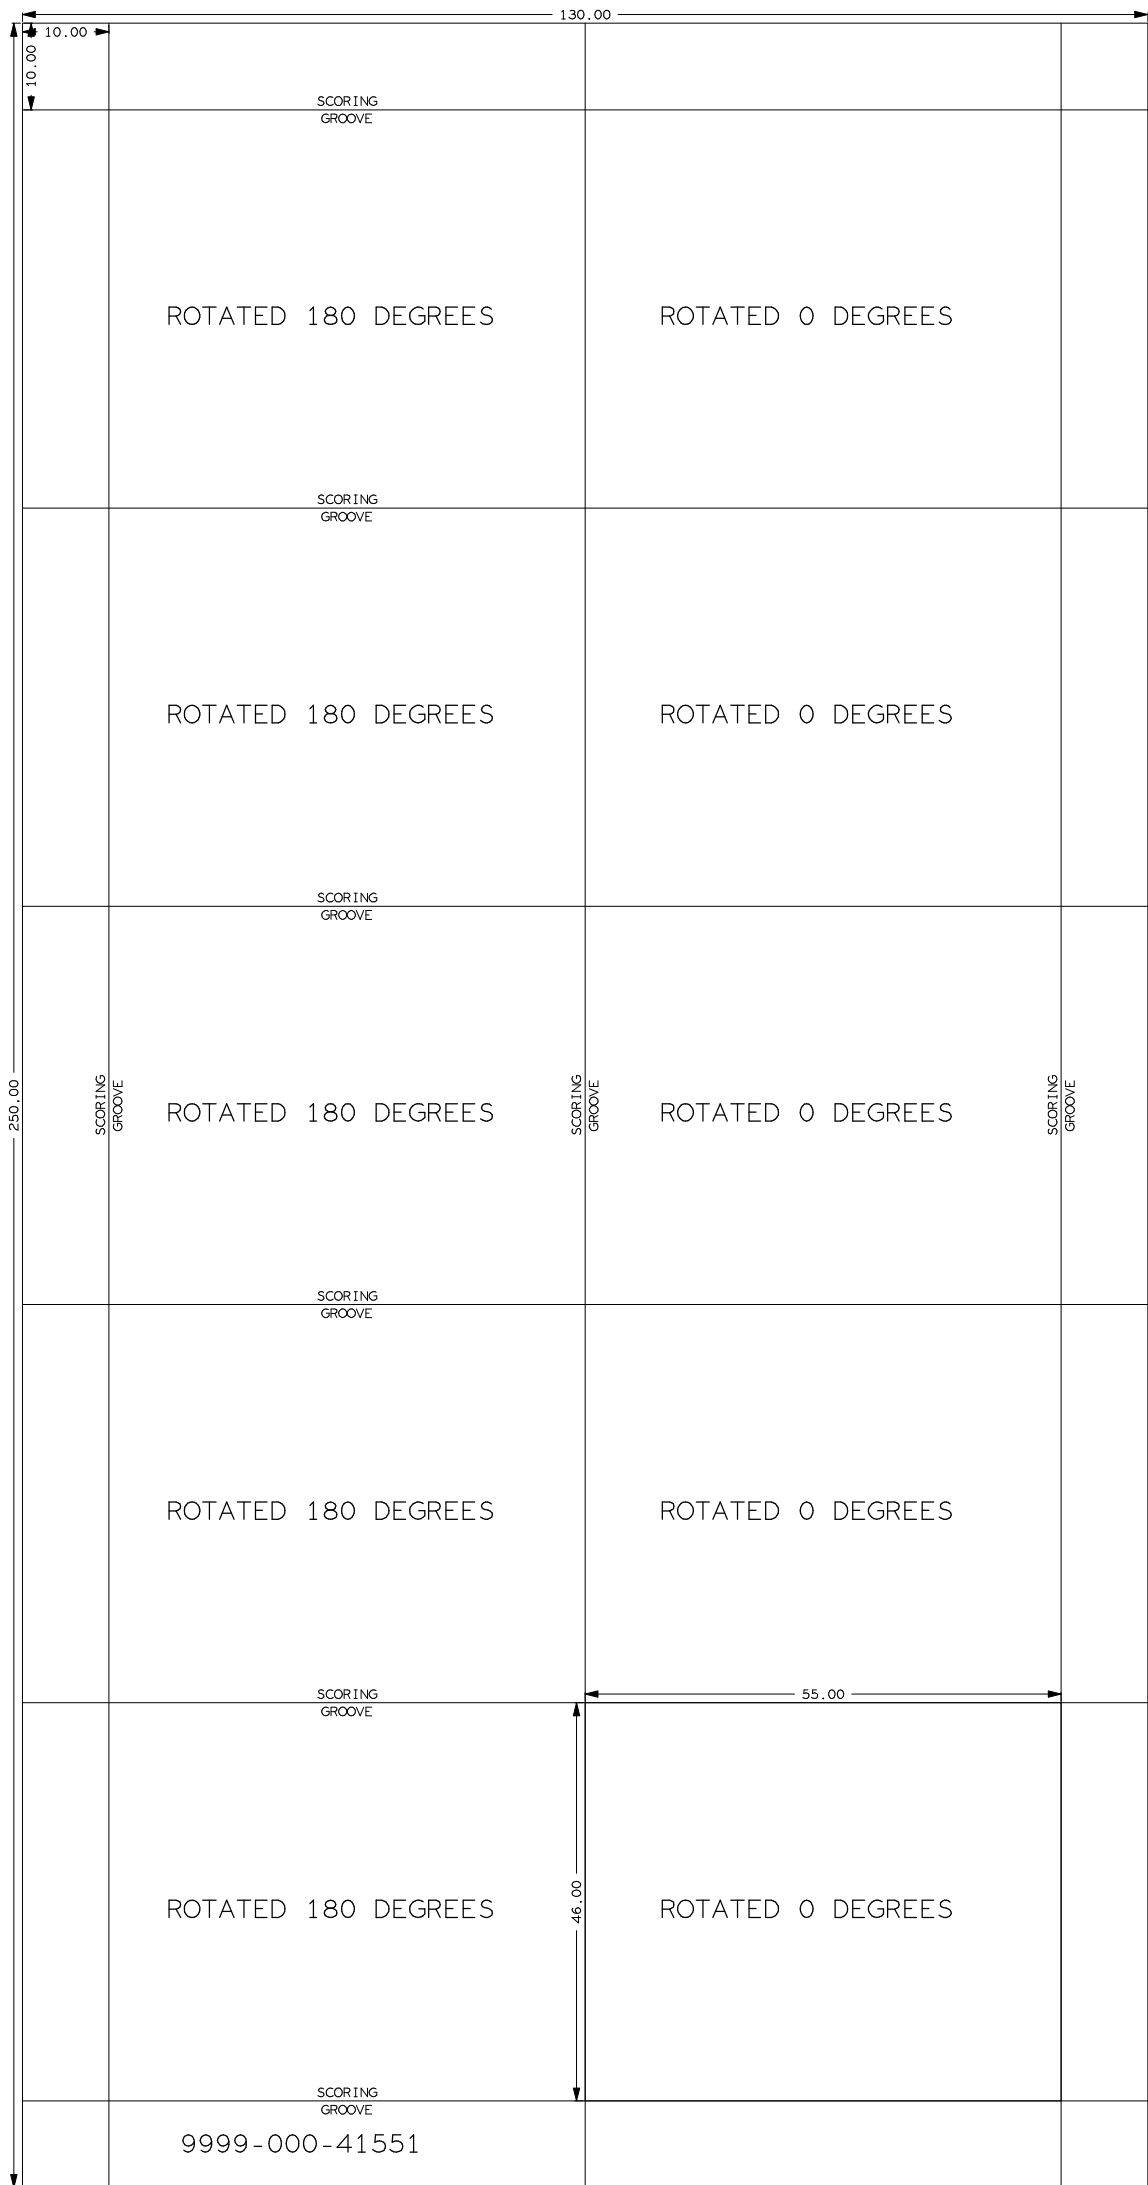 130.00
10.00
10.00
SCORING
GROOVE
ROTATED 180 DEGREES
ROTATED 0 DEGREES
SCORING
GROOVE
ROTATED 180 DEGREES
ROTATED 0 DEGREES
SCORING
GROOVE
250.00
SCORING
GROOVE
ROTATED 180 DEGREES
SCORING
GROOVE
ROTATED 0 DEGREES
SCORING
GROOVE
SCORING
GROOVE
ROTATED 180 DEGREES
ROTATED 0 DEGREES
SCORING
GROOVE
55.00
46.00
ROTATED 180 DEGREES
ROTATED 0 DEGREES
SCORING
GROOVE
9999-000-41551